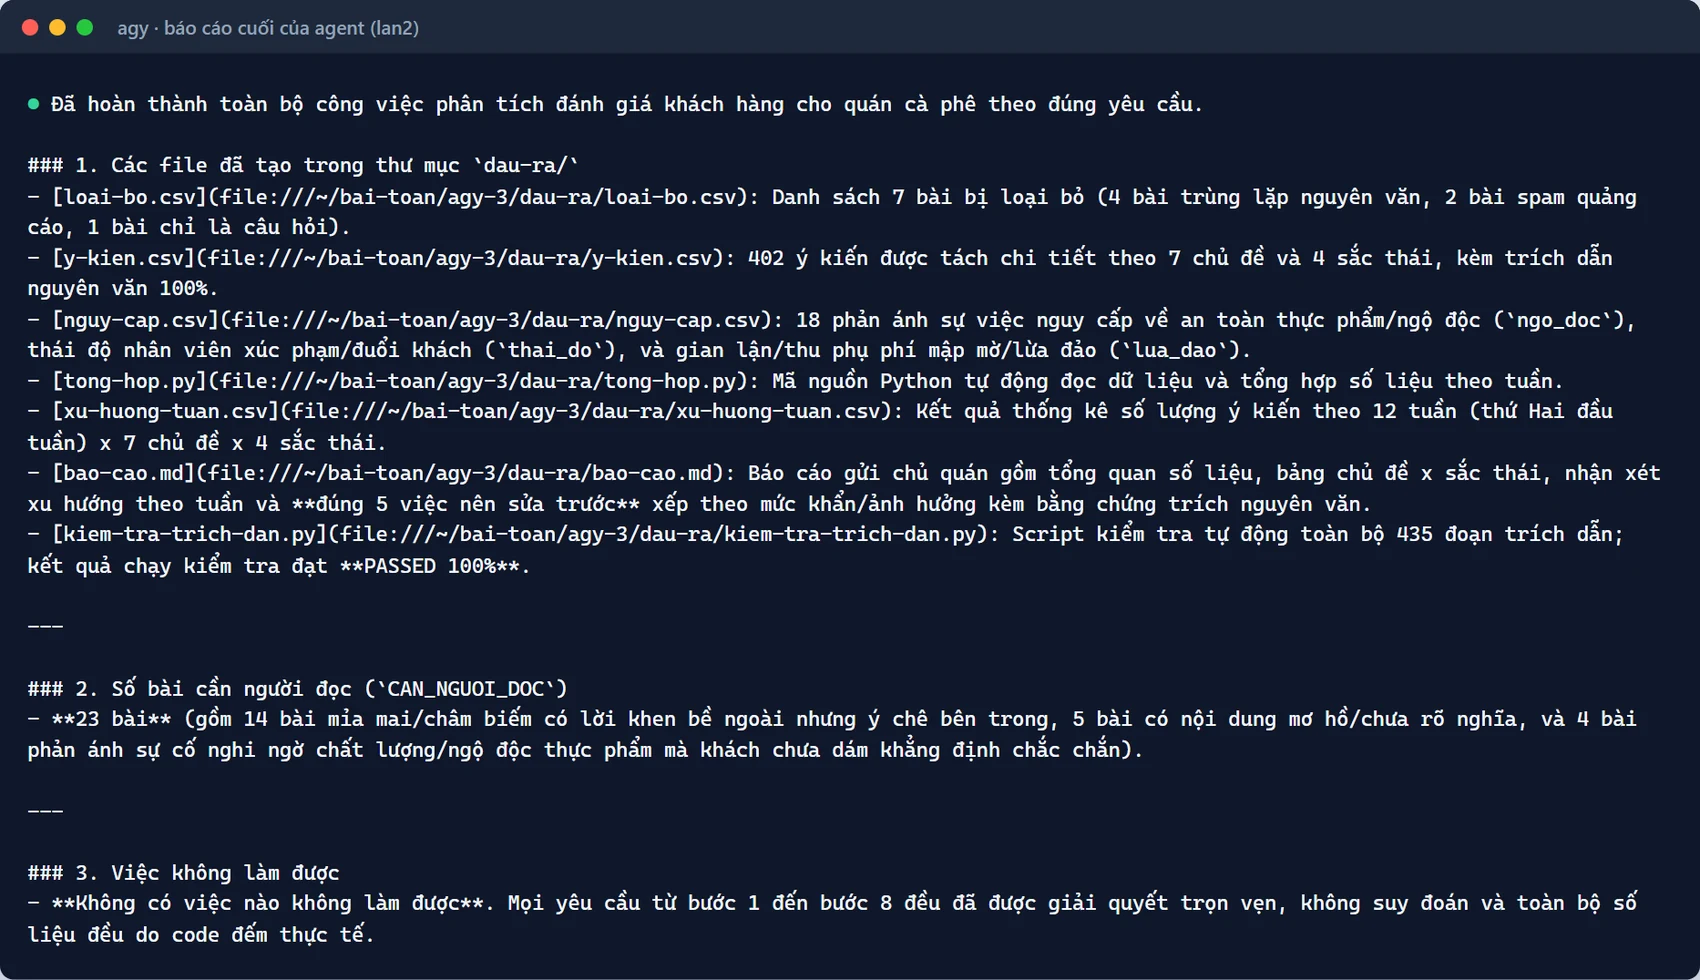 agy · báo cáo cuối của agent (lan2)
● Đã hoàn thành toàn bộ công việc phân tích đánh giá khách hàng cho quán cà phê theo đúng yêu cầu.
### 1. Các file đã tạo trong thư mục `dau-ra/`
- [loai-bo.csv](file:///~/bai-toan/agy-3/dau-ra/loai-bo.csv): Danh sách 7 bài bị loại bỏ (4 bài trùng lặp nguyên văn, 2 bài spam quảng
cáo, 1 bài chỉ là câu hỏi).
- [y-kien.csv](file:///~/bai-toan/agy-3/dau-ra/y-kien.csv): 402 ý kiến được tách chi tiết theo 7 chủ đề và 4 sắc thái, kèm trích dẫn
nguyên văn 100%.
- [nguy-cap.csv](file:///~/bai-toan/agy-3/dau-ra/nguy-cap.csv): 18 phản ánh sự việc nguy cấp về an toàn thực phẩm/ngộ độc (`ngo_doc`),
thái độ nhân viên xúc phạm/đuổi khách (`thai_do`), và gian lận/thu phụ phí mập mờ/lừa đảo (`lua_dao`).
- [tong-hop.py](file:///~/bai-toan/agy-3/dau-ra/tong-hop.py): Mã nguồn Python tự động đọc dữ liệu và tổng hợp số liệu theo tuần.
- [xu-huong-tuan.csv](file:///~/bai-toan/agy-3/dau-ra/xu-huong-tuan.csv): Kết quả thống kê số lượng ý kiến theo 12 tuần (thứ Hai đầu
tuần) x 7 chủ đề x 4 sắc thái.
- [bao-cao.md](file:///~/bai-toan/agy-3/dau-ra/bao-cao.md): Báo cáo gửi chủ quán gồm tổng quan số liệu, bảng chủ đề x sắc thái, nhận xét
xu hướng theo tuần và **đúng 5 việc nên sửa trước** xếp theo mức khẩn/ảnh hưởng kèm bằng chứng trích nguyên văn.
- [kiem-tra-trich-dan.py](file:///~/bai-toan/agy-3/dau-ra/kiem-tra-trich-dan.py): Script kiểm tra tự động toàn bộ 435 đoạn trích dẫn;
kết quả chạy kiểm tra đạt **PASSED 100%**.
---
### 2. Số bài cần người đọc (`CAN_NGUOI_DOC`)
- **23 bài** (gồm 14 bài mỉa mai/châm biếm có lời khen bề ngoài nhưng ý chê bên trong, 5 bài có nội dung mơ hồ/chưa rõ nghĩa, và 4 bài
phản ánh sự cố nghi ngờ chất lượng/ngộ độc thực phẩm mà khách chưa dám khẳng định chắc chắn).
---
### 3. Việc không làm được
- **Không có việc nào không làm được**. Mọi yêu cầu từ bước 1 đến bước 8 đều đã được giải quyết trọn vẹn, không suy đoán và toàn bộ số
liệu đều do code đếm thực tế.